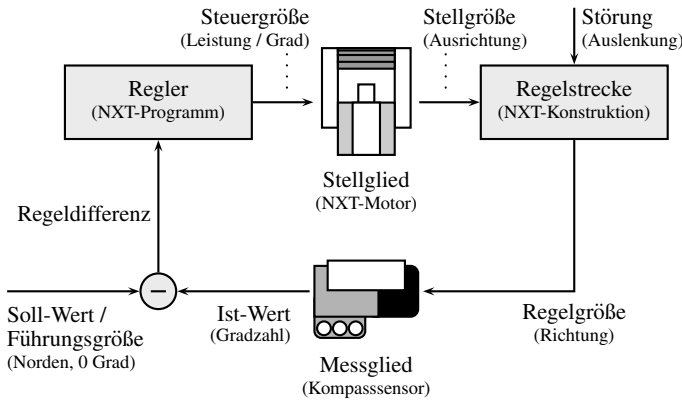 Steuergröße
(Leistung / Grad)
Stellgröße
(Ausrichtung)
Störung
(Auslenkung)
Regler
(NXT-Programm)
Regelstrecke
(NXT-Konstruktion)
Stellglied
(NXT-Motor)
Regeldifferenz
−
Soll-Wert /
Führungsgröße
(Norden, 0 Grad)
Ist-Wert
(Gradzahl)
Messglied
(Kompasssensor)
Regelgröße
(Richtung)